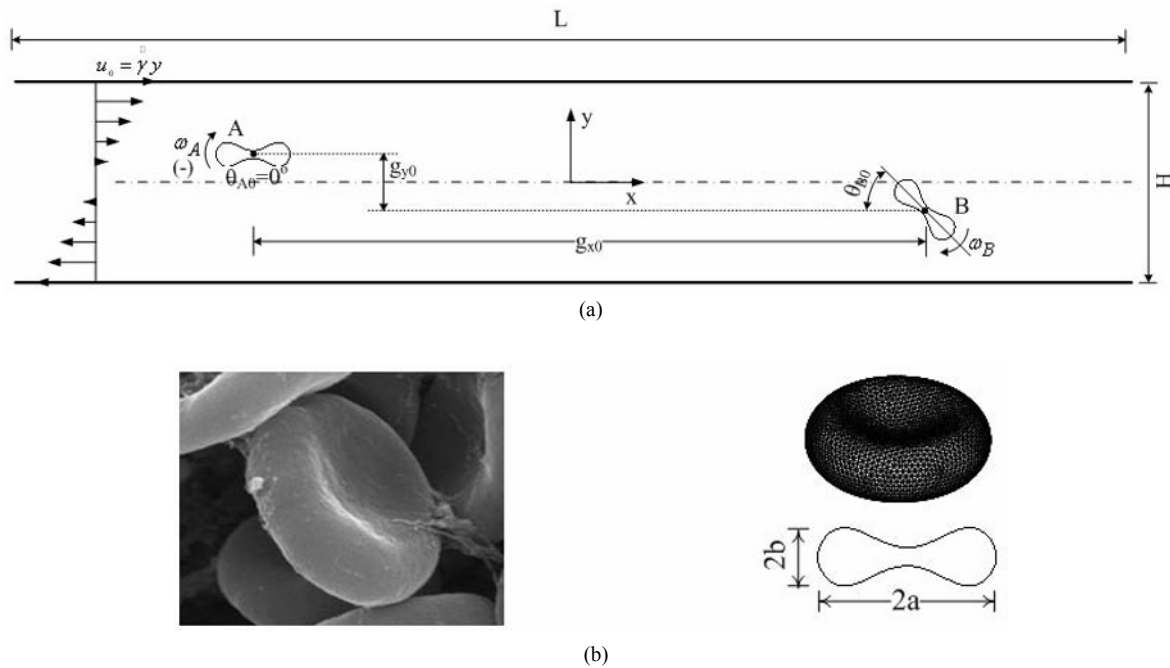 L
u₀ = γ̇ y
ω_A
(-)
A
θ_A0=0°
g_y0
y
x
θ_B0
B
ω_B
H
g_x0
(a)
2b
2a
(b)